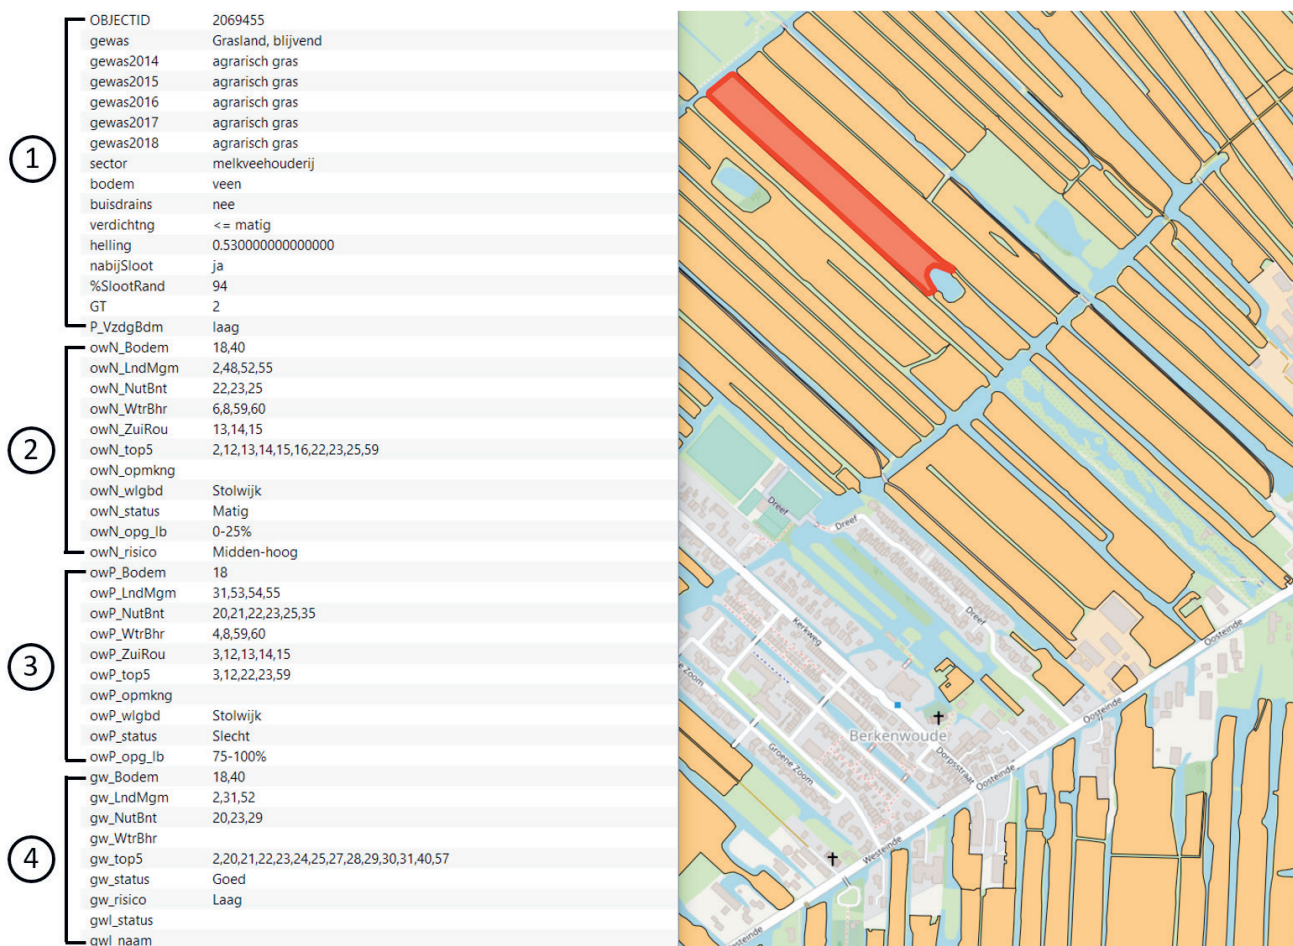 OBJECTID 2069455
gewas Grasland, blijvend
gewas2014 agrarisch gras
gewas2015 agrarisch gras
gewas2016 agrarisch gras
gewas2017 agrarisch gras
gewas2018 agrarisch gras
1
sector melkveehouderij
bodem veen
buisdrains nee
verdichtng <= matig
helling 0.530000000000000
nabijSloot ja
%SlootRand 94
GT 2
P_VzdgBdm laag
owN_Bodem 18,40
owN_LndMgm 2,48,52,55
owN_NutBnt 22,23,25
owN_WtrBhr 6,8,59,60
owN_ZuiRou 13,14,15
2
owN_top5 2,12,13,14,15,16,22,23,25,59
owN_opmkng
owN_wlgbd Stolwijk
owN_status Matig
owN_opg_lb 0-25%
owN_risico Midden-hoog
owP_Bodem 18
owP_LndMgm 31,53,54,55
owP_NutBnt 20,21,22,23,25,35
owP_WtrBhr 4,8,59,60
owP_ZuiRou 3,12,13,14,15
3
owP_top5 3,12,22,23,59
owP_opmkng
owP_wlgbd Stolwijk
owP_status Slecht
owP_opg_lb 75-100%
gw_Bodem 18,40
gw_LndMgm 2,31,52
gw_NutBnt 20,23,29
gw_WtrBhr
4
gw_top5 2,20,21,22,23,24,25,27,28,29,30,31,40,57
gw_status Goed
gw_risico Laag
gwl_status
gwl_naam
Dreef
Dreef
Dreef
Kerkweg
Oosteinde
Zoom
Oosteinde
Berkenwoude
Groene Zoom
Dorpsstraat
Oosteinde
Westeinde
steinde